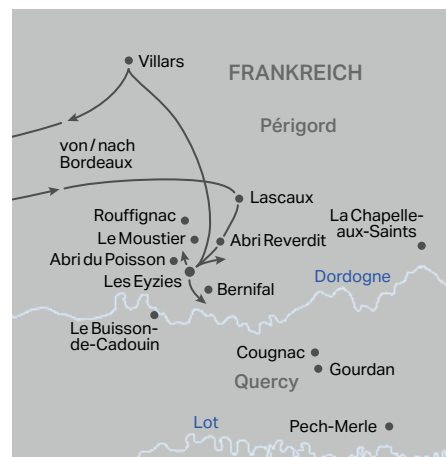 Villars
FRANKREICH
Périgord
von / nach
Bordeaux
Lascaux
Rouffignac
La Chapelle-
aux-Saints
Le Moustier
Abri Reverdit
Abri du Poisson
Les Eyzies
Dordogne
Bernifal
Le Buisson-
de-Cadouin
Cougnac
Gourdan
Quercy
Lot
Pech-Merle